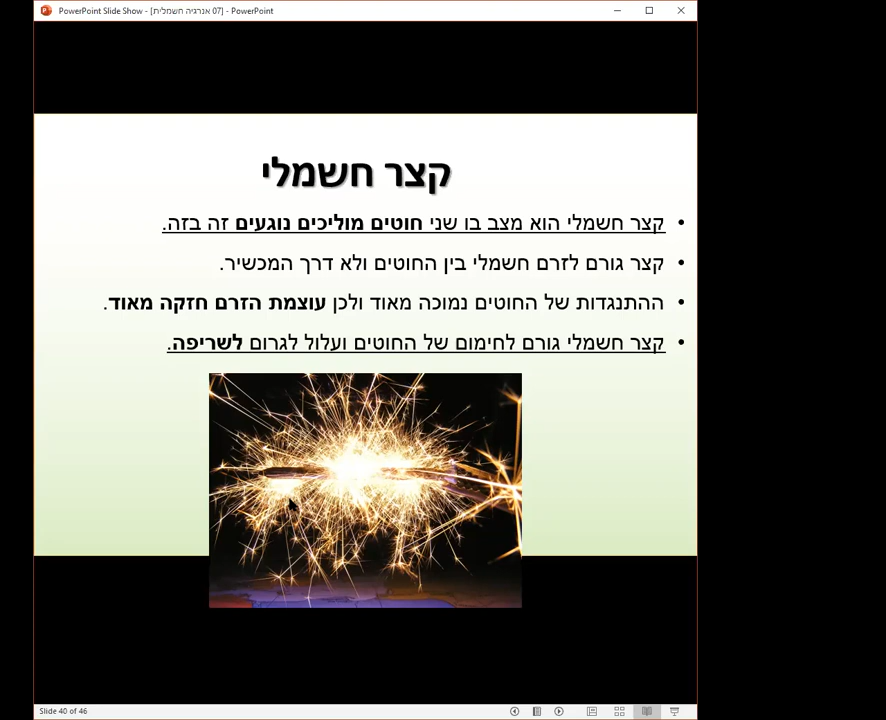 PowerPoint Slide Show - [07 אנרגיה חשמלית] - PowerPoint
קצר חשמלי
• קצר חשמלי הוא מצב בו שני חוטים מוליכים נוגעים זה בזה.
• קצר גורם לזרם חשמלי בין החוטים ולא דרך המכשיר.
• ההתנגדות של החוטים נמוכה מאוד ולכן עוצמת הזרם חזקה מאוד.
• קצר חשמלי גורם לחימום של החוטים ועלול לגרום לשריפה.
Slide 40 of 46